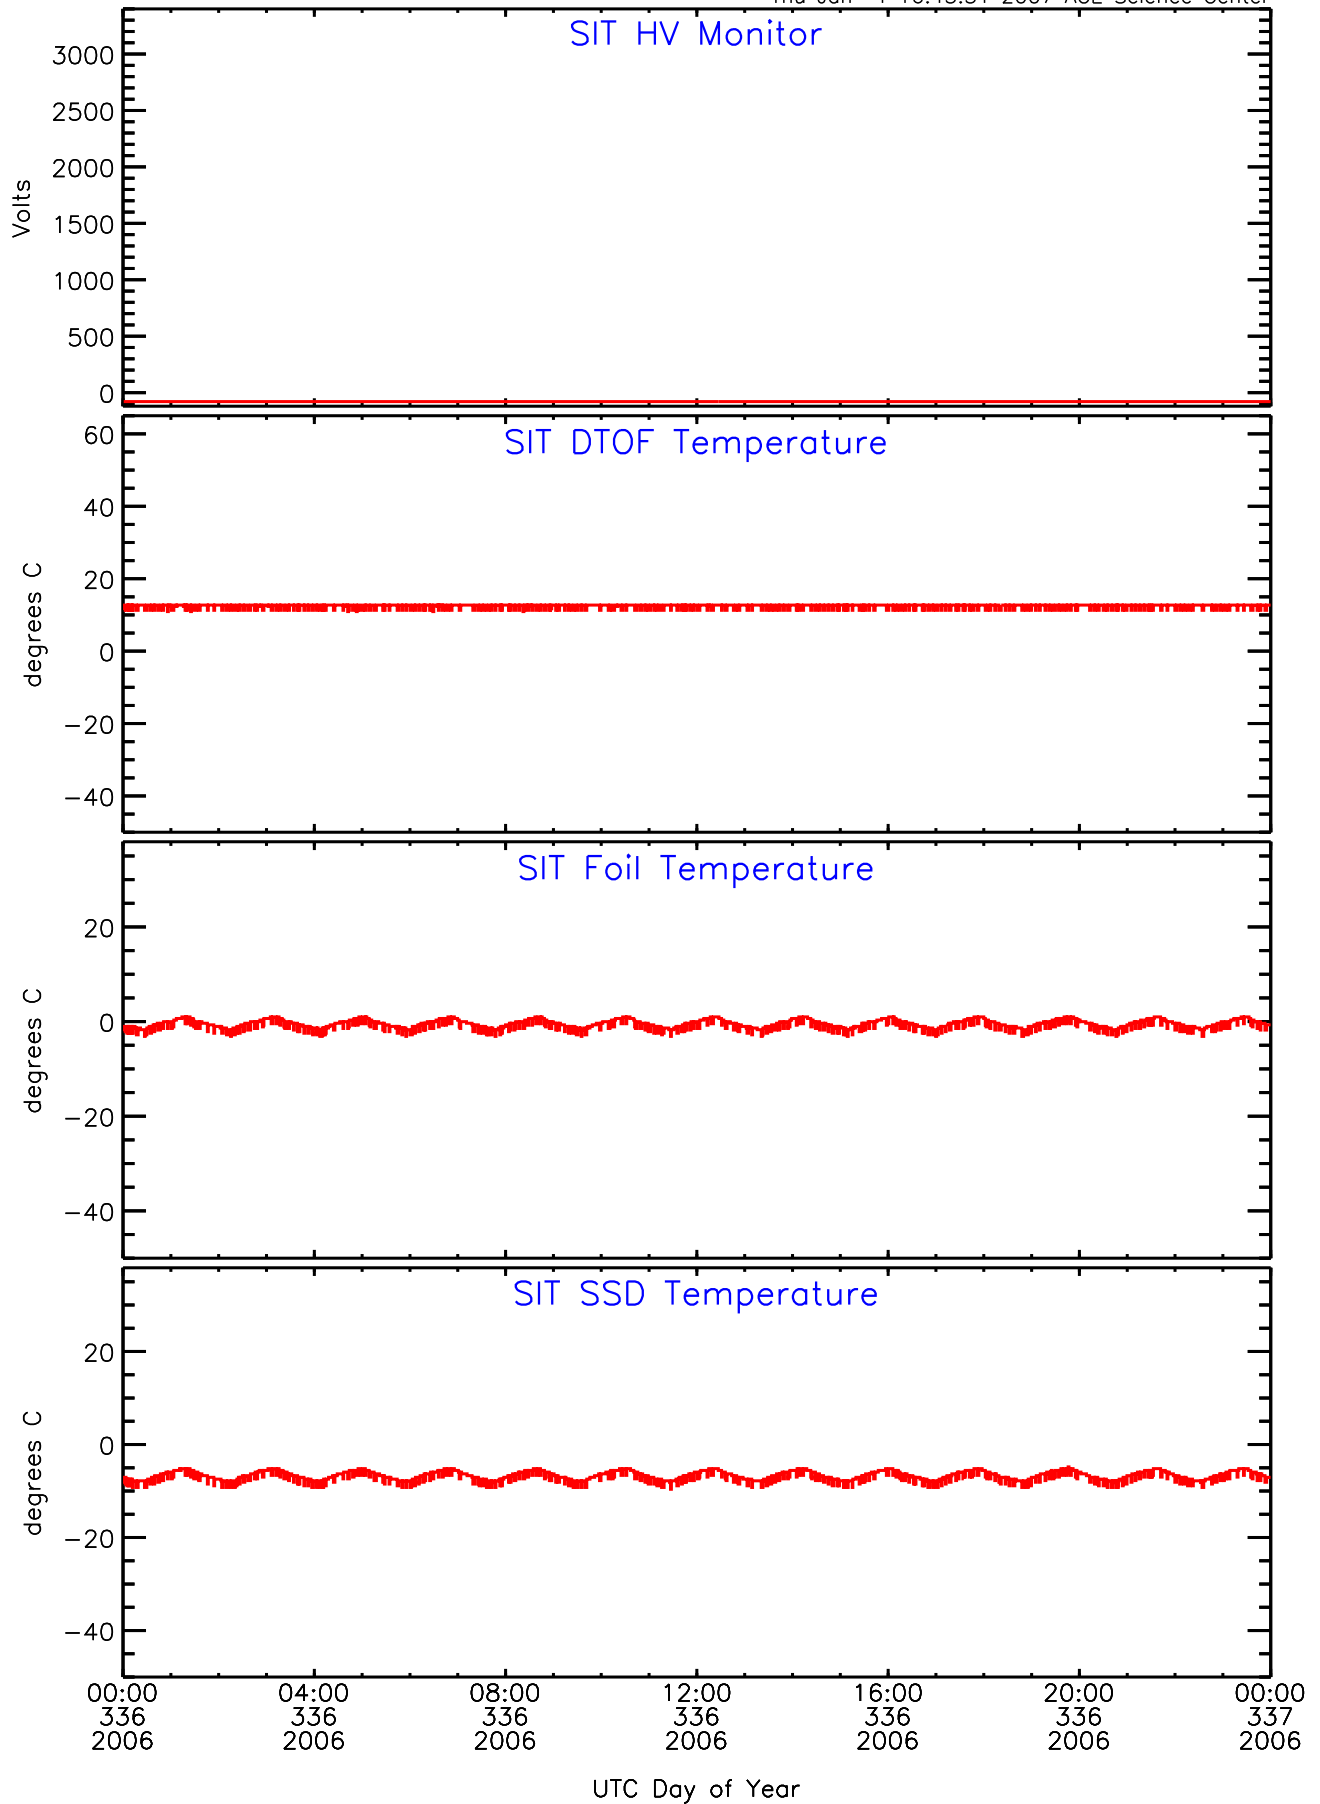 SIT HV Monitor
3000
2500
2000
1500
1000
500
0
Volts
SIT DTOF Temperature
60
40
20
0
−20
−40
degrees C
SIT Foil Temperature
20
0
−20
−40
degrees C
SIT SSD Temperature
20
0
−20
−40
degrees C
00:00 04:00 08:00 12:00 16:00 20:00 00:00
336 336 336 336 336 336 337
2006 2006 2006 2006 2006 2006 2006
UTC Day of Year